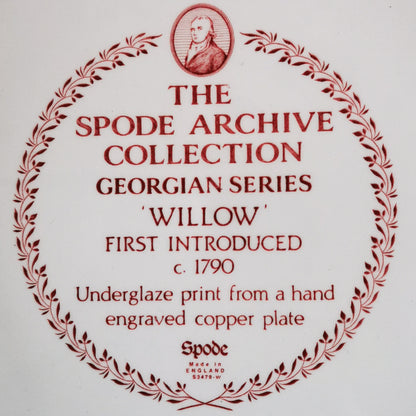 THE
SPODE ARCHIVE
COLLECTION
GEORGIAN SERIES
'WILLOW'
FIRST INTRODUCED
c. 1790
Underglaze print from a hand
engraved copper plate
Spode
Made in
ENGLAND
S3479-w